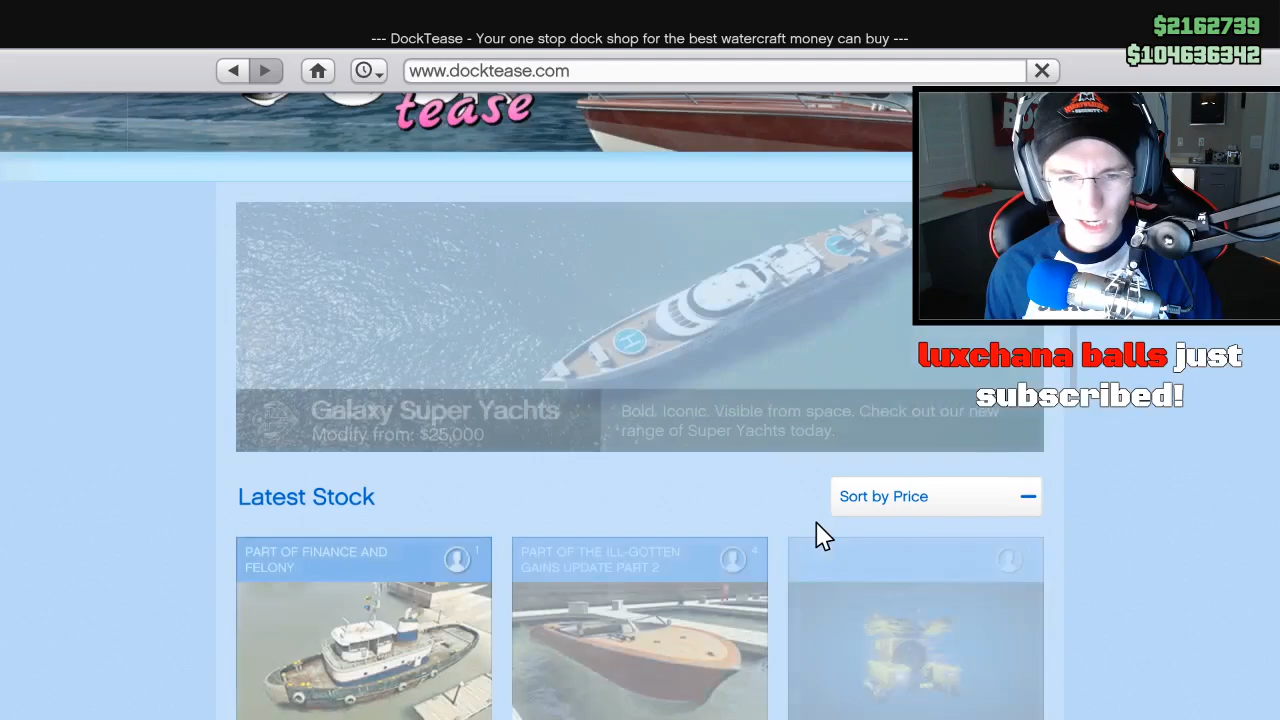 $2162739
--- DockTease - Your one stop dock shop for the best watercraft money can buy ---
$104636342
www.docktease.com
tease
luxchana balls just
subscribed!
Galaxy Super Yachts
Modify from: $25,000
Bold. Iconic. Visible from space. Check out our new
range of Super Yachts today.
Latest Stock
Sort by Price
PART OF FINANCE AND
FELONY
1
PART OF THE ILL-GOTTEN
GAINS UPDATE PART 2
4